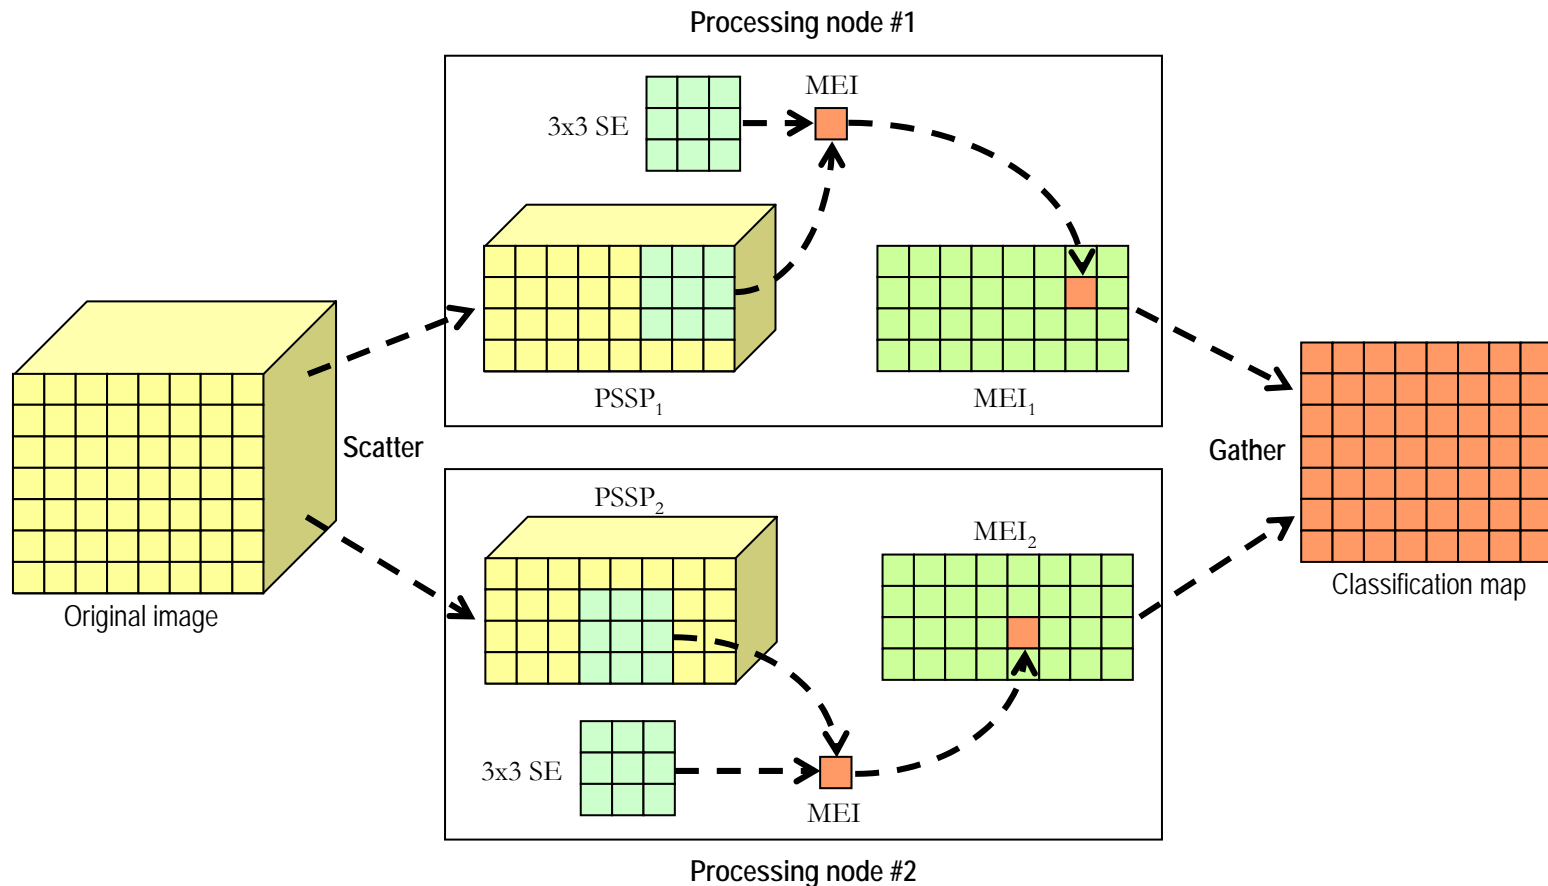 Processing node #1
MEI
3x3 SE
PSSP1
MEI1
Original image
Scatter
Gather
Classification map
PSSP2
MEI2
3x3 SE
MEI
Processing node #2